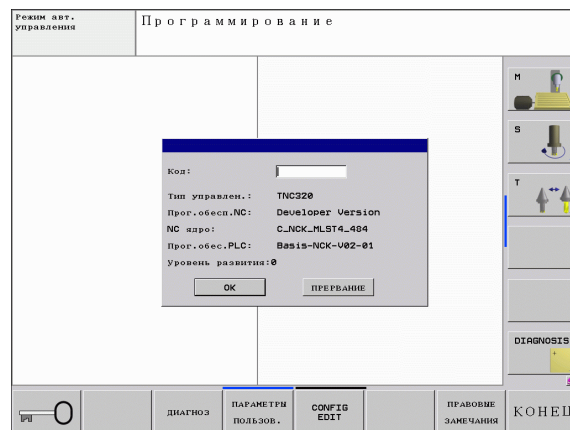 Режим авт.
управления
Программирование
M
S
T
Код:
Тип управлен.: TNC320
Прог.обесп.NC: Developer Version
NC ядро: C_NCK_MLST4_484
Прог.обес.PLC: Basis-NCK-V02-01
Уровень развития:0
OK
ПРЕРВАНИЕ
DIAGNOSIS
ДИАГНОЗ
ПАРАМЕТРЫ
ПОЛЬЗОВ.
CONFIG
EDIT
ПРАВОВЫЕ
ЗАМЕЧАНИЯ
КОНЕЦ